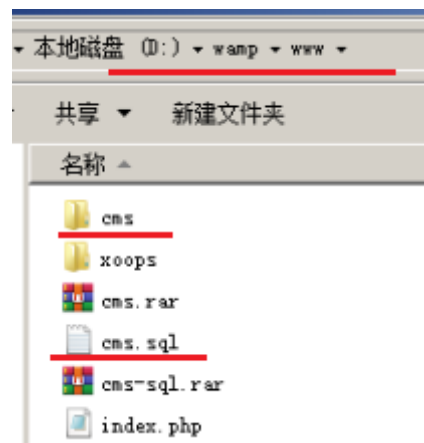 本地磁盘 (D:) wamp www
共享 新建文件夹
名称
cms
xoops
cms.rar
cms.sql
cms-sql.rar
index.php